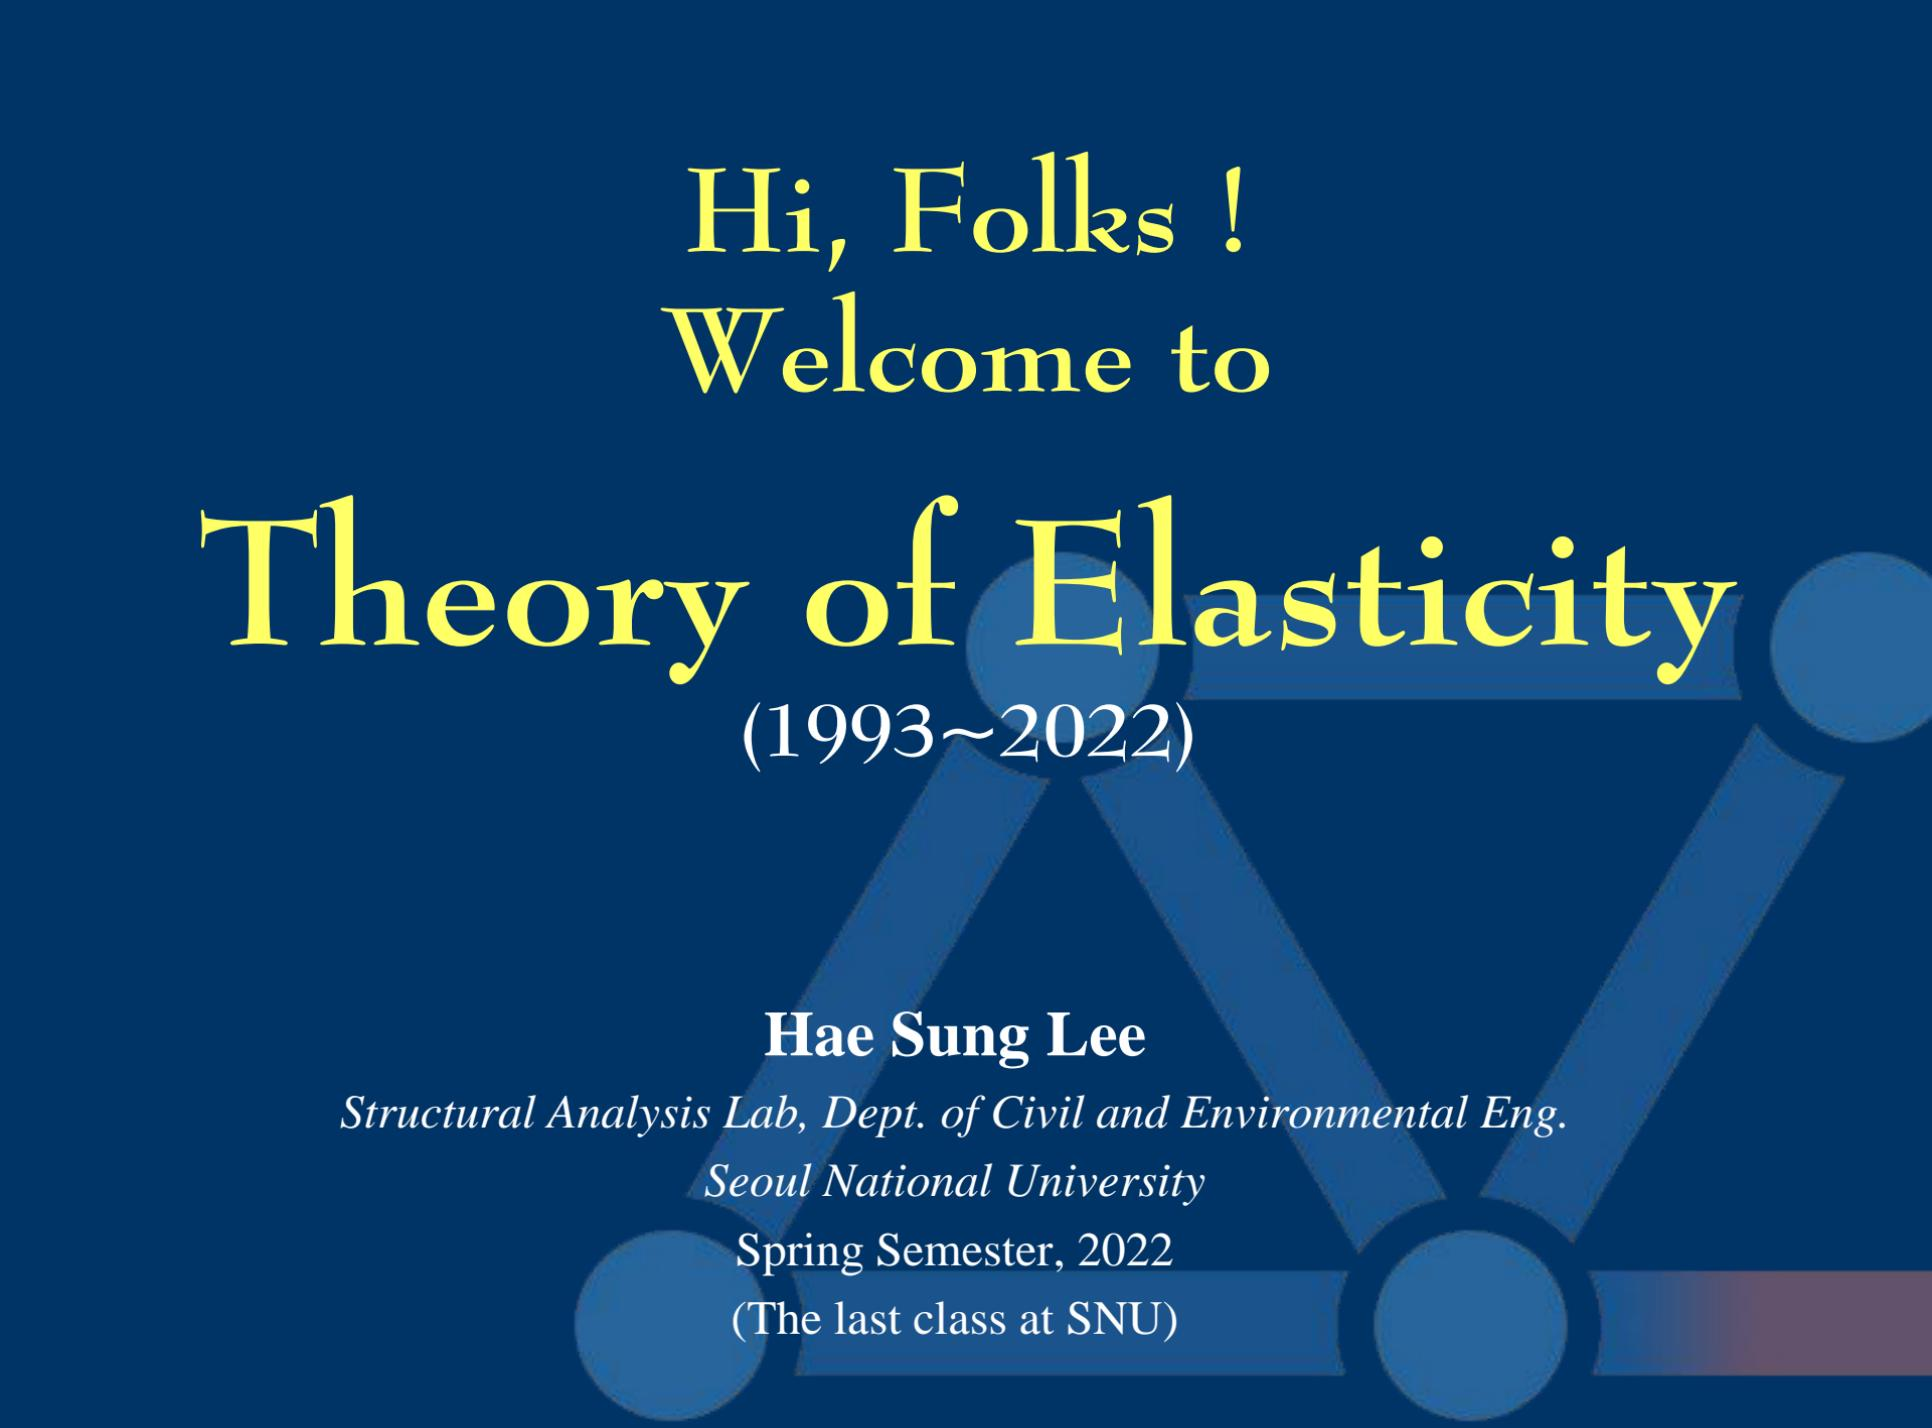 Hi, Folks !
Welcome to
Theory of Elasticity
(1993~2022)
Hae Sung Lee
Structural Analysis Lab, Dept. of Civil and Environmental Eng.
Seoul National University
Spring Semester, 2022
(The last class at SNU)